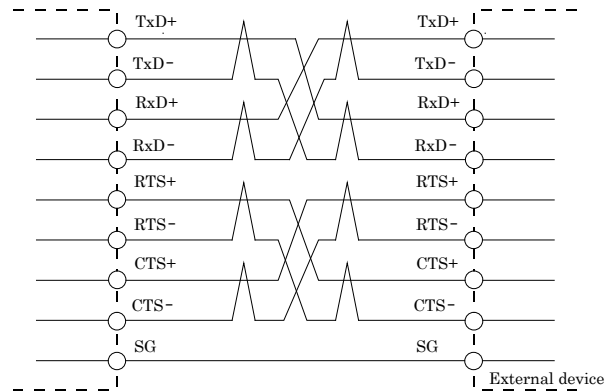 TxD+ TxD+
TxD− TxD−
RxD+ RxD+
RxD− RxD−
RTS+ RTS+
RTS− RTS−
CTS+ CTS+
CTS− CTS−
SG SG
External device